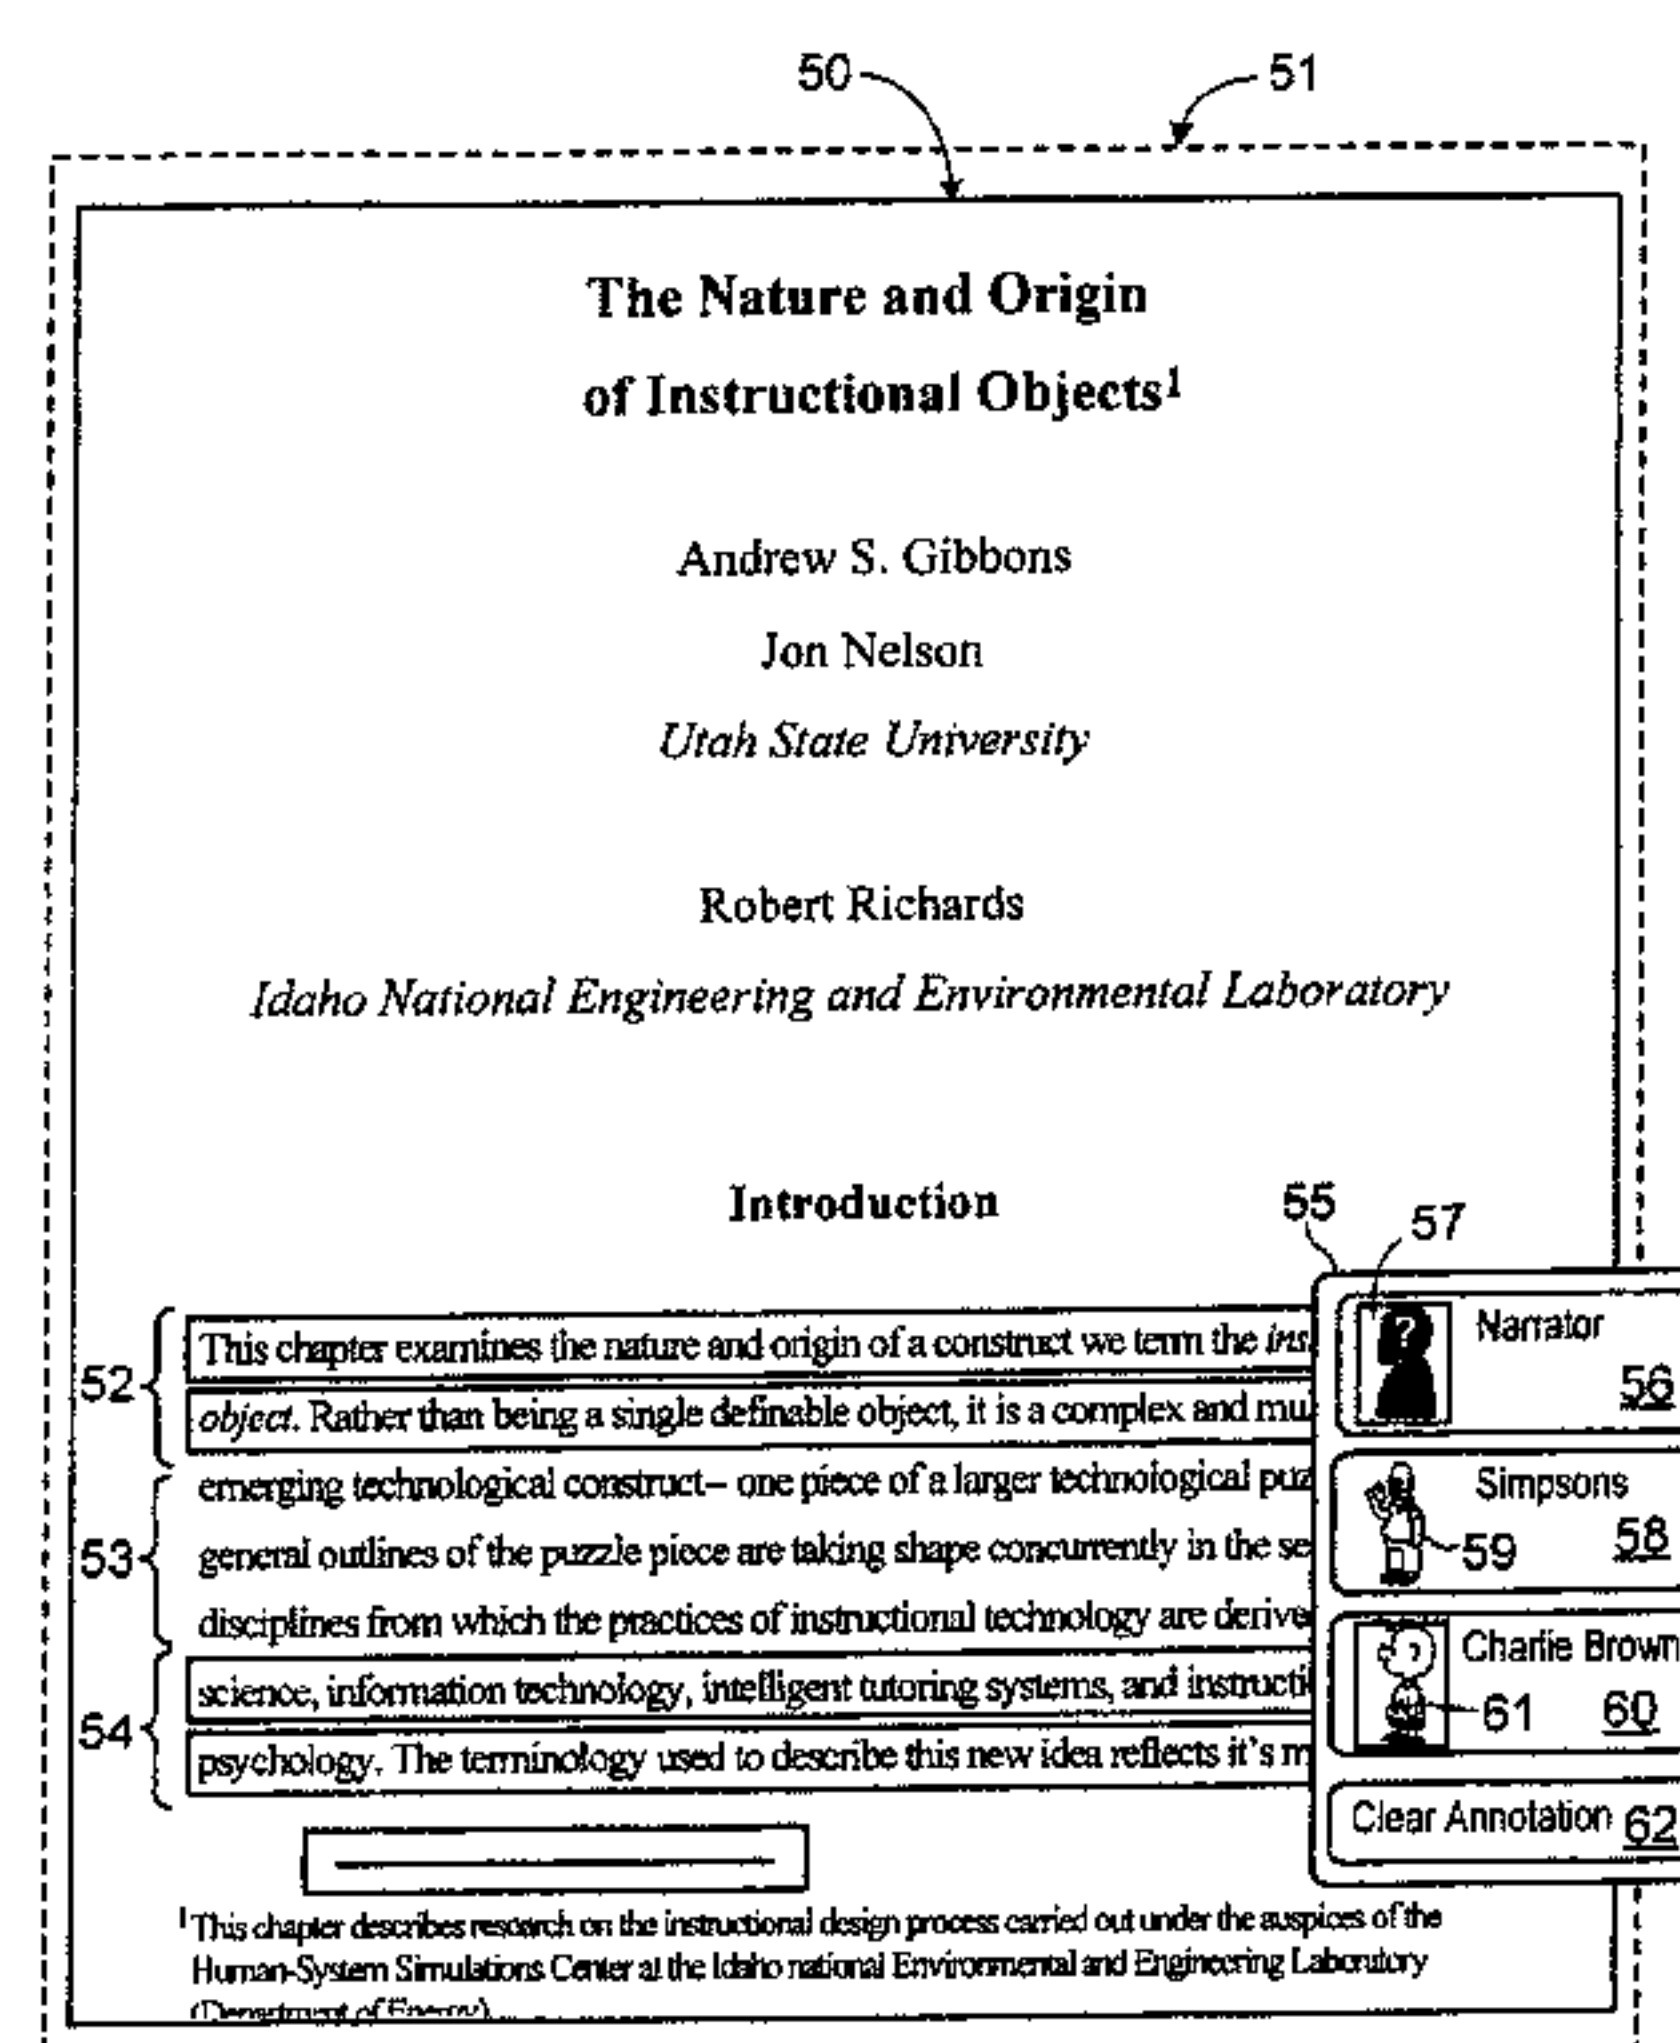 50 51
The Nature and Origin
of Instructional Objects¹
Andrew S. Gibbons
Jon Nelson
Utah State University
Robert Richards
Idaho National Engineering and Environmental Laboratory
Introduction
55
57
52
This chapter examines the nature and origin of a construct we term the ins
object. Rather than being a single definable object, it is a complex and mu
53
emerging technological construct– one piece of a larger technological puz
general outlines of the puzzle piece are taking shape concurrently in the se
disciplines from which the practices of instructional technology are derive
54
science, information technology, intelligent tutoring systems, and instructi
psychology. The terminology used to describe this new idea reflects it's m
?
Narrator
56
Simpsons
59 58
Charlie Brown
61 60
Clear Annotation 62
¹ This chapter describes research on the instructional design process carried out under the auspices of the
Human-System Simulations Center at the Idaho national Environmental and Engineering Laboratory
(Department of Energy)